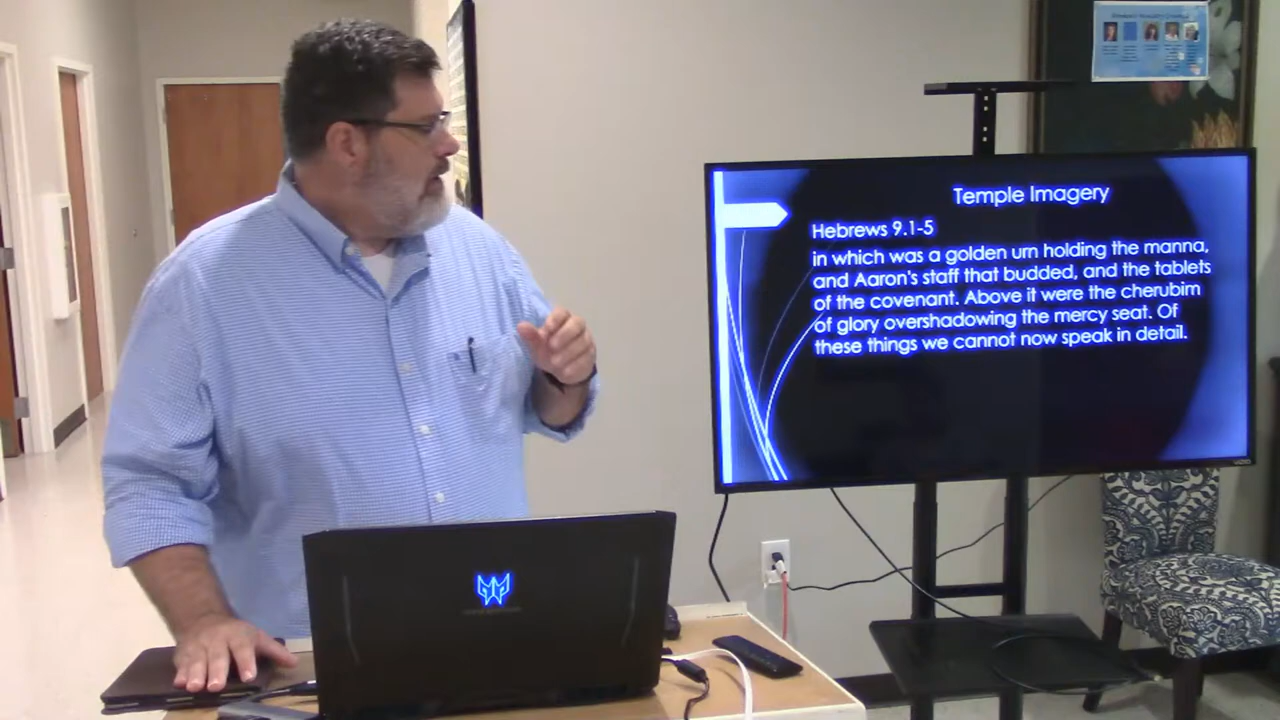 Temple Imagery
Hebrews 9.1-5
in which was a golden urn holding the manna,
and Aaron's staff that budded, and the tablets
of the covenant. Above it were the cherubim
of glory overshadowing the mercy seat. Of
these things we cannot now speak in detail.
VIZIO